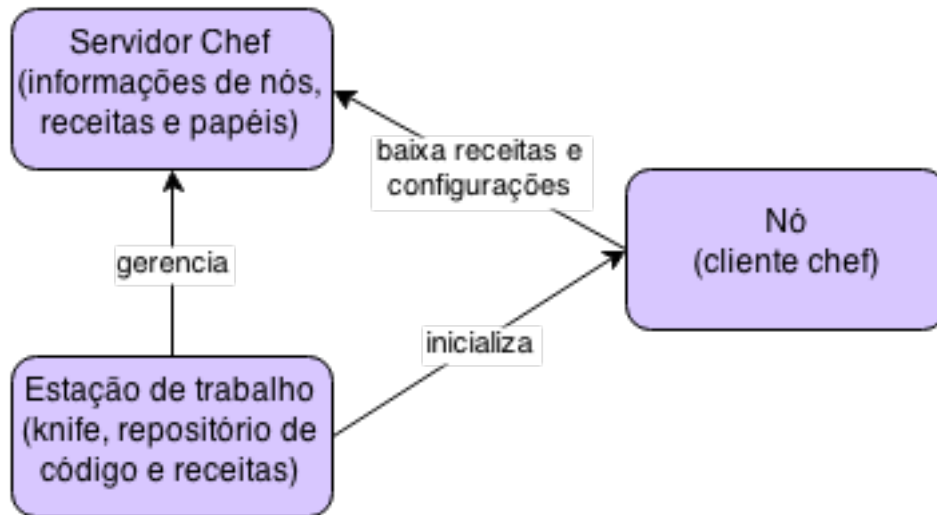 Servidor Chef
(informações de nós,
receitas e papéis)
baixa receitas e
configurações
Nó
(cliente chef)
gerencia
inicializa
Estação de trabalho
(knife, repositório de
código e receitas)